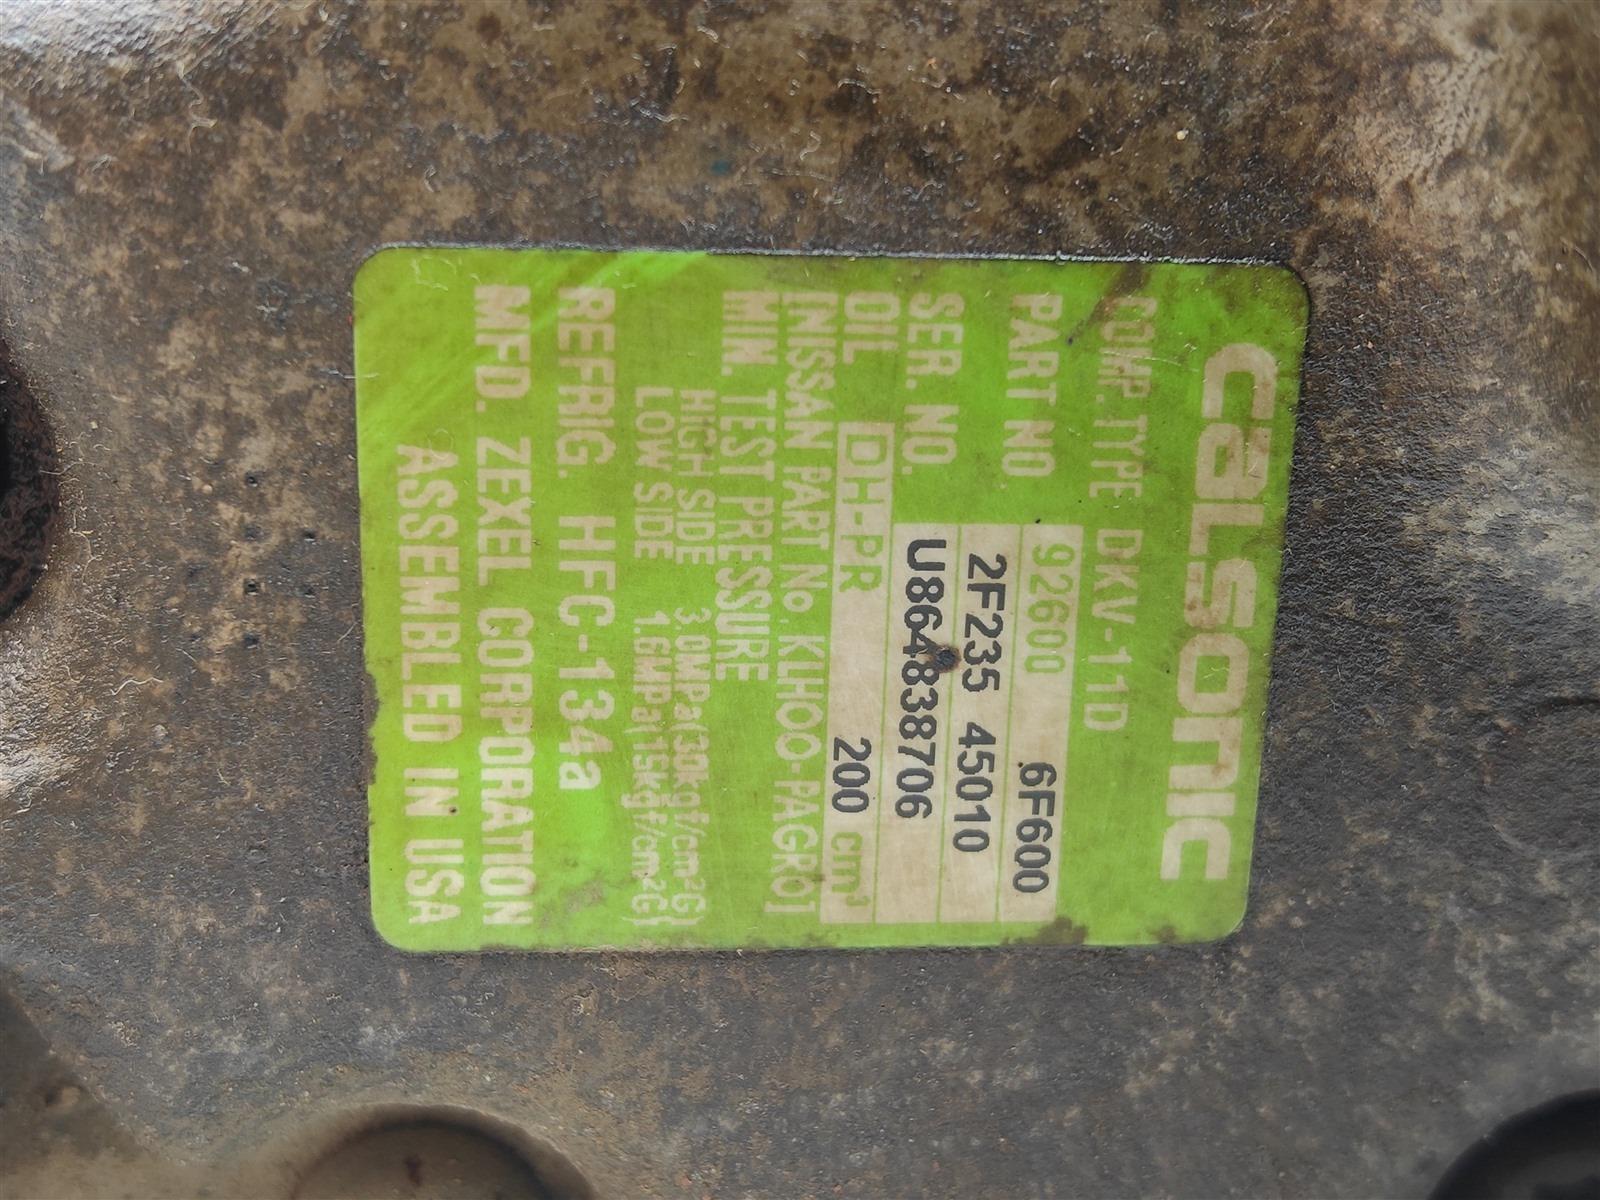 CALSONIC
COMP. TYPE DKV-11D
PART NO 92600 6F600
2F235 45010
SER. NO. U864838706
OIL DH-PR 200 cm³
[NISSAN PART No. KLH00-PAGR0]
MIN. TEST PRESSURE
HIGH SIDE 3.0MPa{30kgf/cm²G}
LOW SIDE 1.6MPa{15kgf/cm²G}
REFRIG. HFC-134a
MFD. ZEXEL CORPORATION
ASSEMBLED IN USA